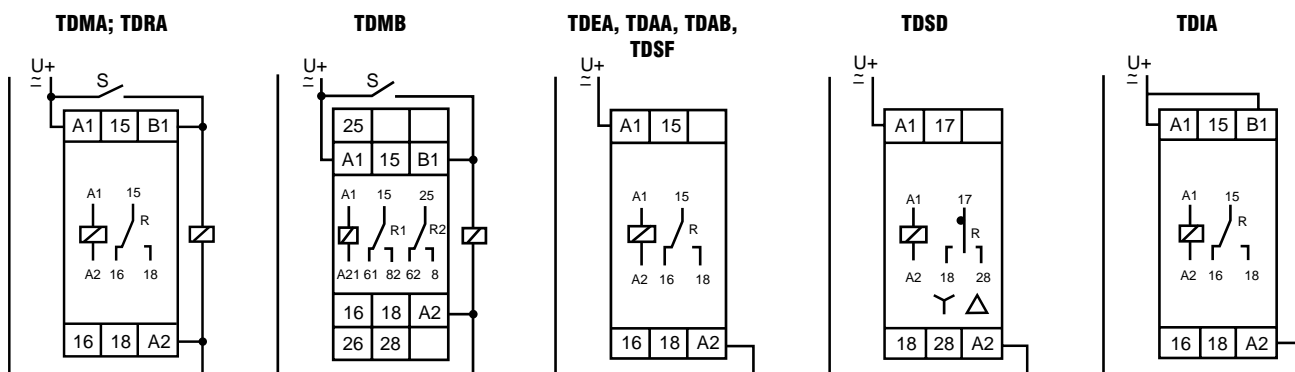 TDMA; TDRA
U+
≂
S
A1 15 B1
A1 15
R
A2 16 18
16 18 A2
TDMB
U+
≂
S
25
A1 15 B1
A1 15 25
R1 R2
A21 61 82 62 8
16 18 A2
26 28
TDEA, TDAA, TDAB,
TDSF
U+
≂
A1 15
A1 15
R
A2 16 18
16 18 A2
TDSD
U+
≂
A1 17
A1 17
R
A2 18 28
18 28 A2
TDIA
U+
≂
A1 15 B1
A1 15
R
A2 16 18
16 18 A2